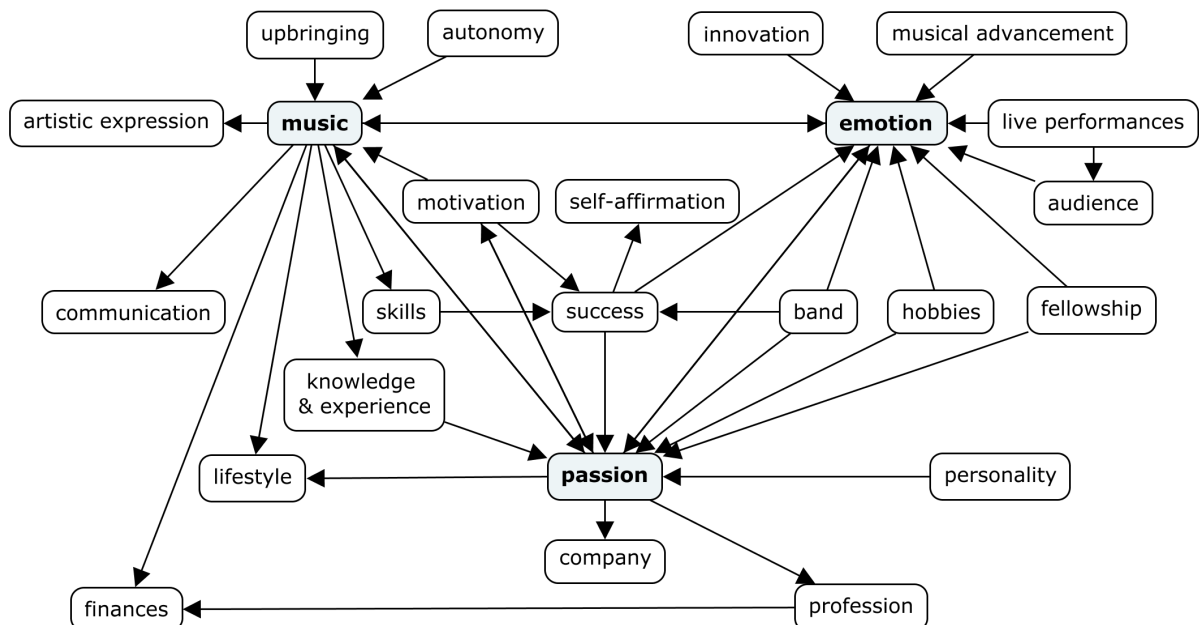 upbringing
autonomy
innovation
musical advancement
artistic expression
music
emotion
live performances
motivation
self-affirmation
audience
communication
skills
success
band
hobbies
fellowship
knowledge
& experience
lifestyle
passion
personality
company
finances
profession